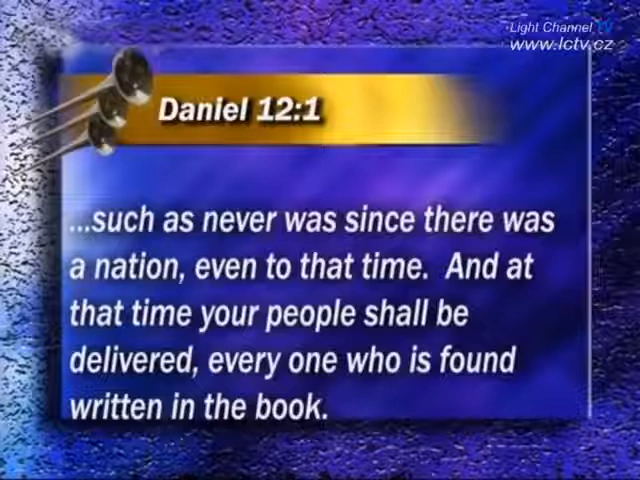 Light Channel TV
www.lctv.cz
Daniel 12:1
...such as never was since there was
a nation, even to that time.  And at
that time your people shall be
delivered, every one who is found
written in the book.